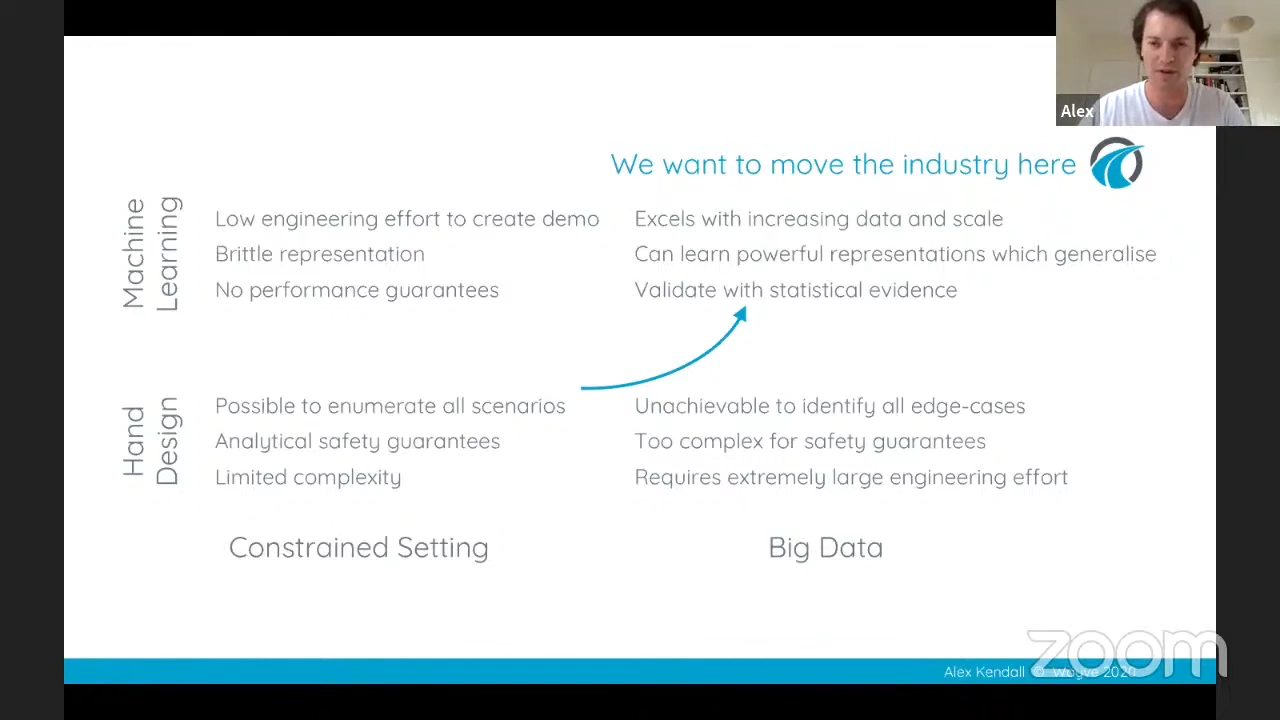 Alex
We want to move the industry here
Machine
Learning
Low engineering effort to create demo
Brittle representation
No performance guarantees
Excels with increasing data and scale
Can learn powerful representations which generalise
Validate with statistical evidence
Hand
Design
Possible to enumerate all scenarios
Analytical safety guarantees
Limited complexity
Unachievable to identify all edge-cases
Too complex for safety guarantees
Requires extremely large engineering effort
Constrained Setting
Big Data
zoom
Alex Kendall © Wayve 2020